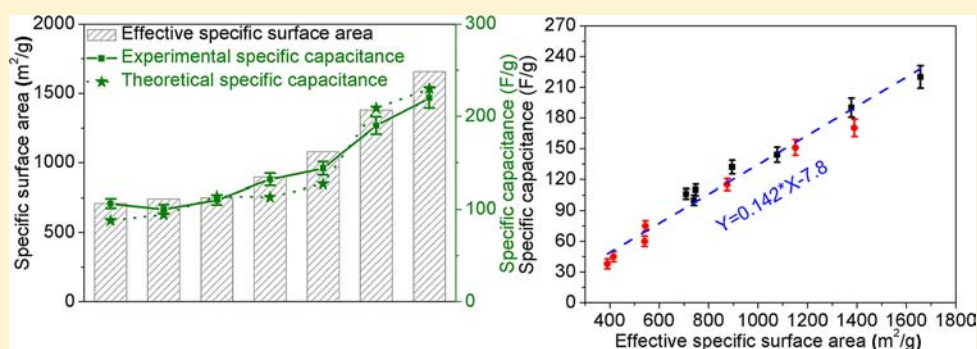 2000
1500
1000
500
0
Specific surface area (m²/g)
Effective specific surface area
Experimental specific capacitance
Theoretical specific capacitance
300
200
100
0
Specific capacitance (F/g)
Specific capacitance (F/g)
270
240
210
180
150
120
90
60
30
0
Y=0.142*X-7.8
400 600 800 1000 1200 1400 1600 1800
Effective specific surface area (m²/g)